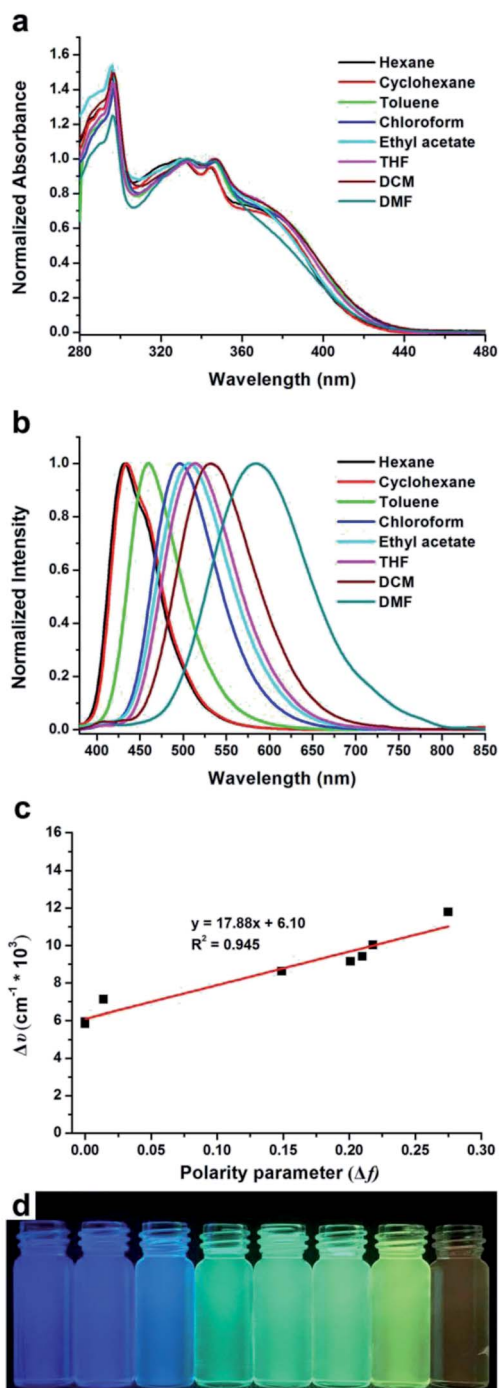 a
Normalized Absorbance
1.6
1.4
1.2
1.0
0.8
0.6
0.4
0.2
0.0
Hexane
Cyclohexane
Toluene
Chloroform
Ethyl acetate
THF
DCM
DMF
280 320 360 400 440 480
Wavelength (nm)
b
Normalized Intensity
1.0
0.8
0.6
0.4
0.2
0.0
Hexane
Cyclohexane
Toluene
Chloroform
Ethyl acetate
THF
DCM
DMF
400 450 500 550 600 650 700 750 800 850
Wavelength (nm)
c
Δυ (cm⁻¹ * 10³)
16
14
12
10
8
6
4
2
0
y = 17.88x + 6.10
R² = 0.945
0.00 0.05 0.10 0.15 0.20 0.25 0.30
Polarity parameter (Δf)
d